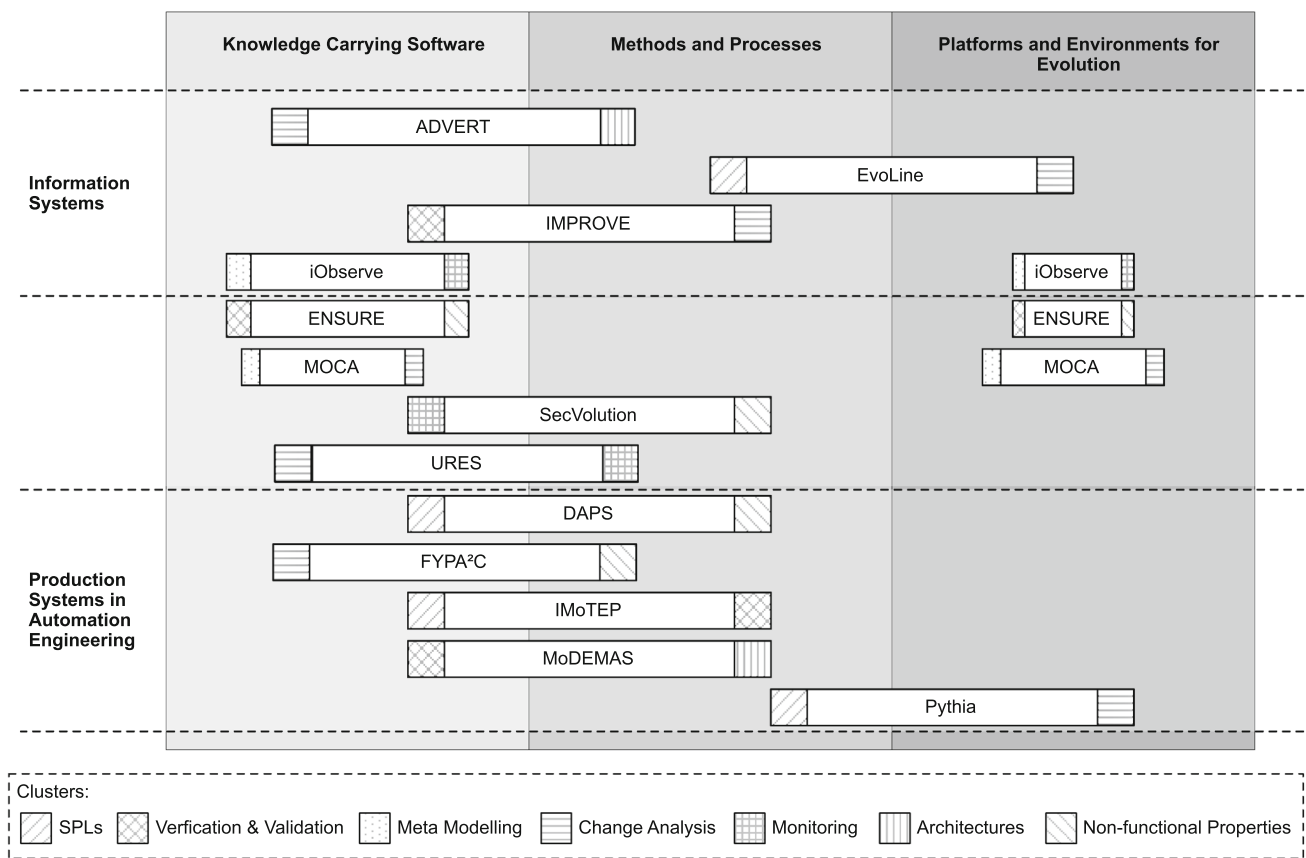 Knowledge Carrying Software
Methods and Processes
Platforms and Environments for
Evolution
Information
Systems
ADVERT
EvoLine
IMPROVE
iObserve
iObserve
ENSURE
ENSURE
MOCA
MOCA
SecVolution
URES
Production
Systems in
Automation
Engineering
DAPS
FYPA²C
IMoTEP
MoDEMAS
Pythia
Clusters:
SPLs
Verfication & Validation
Meta Modelling
Change Analysis
Monitoring
Architectures
Non-functional Properties